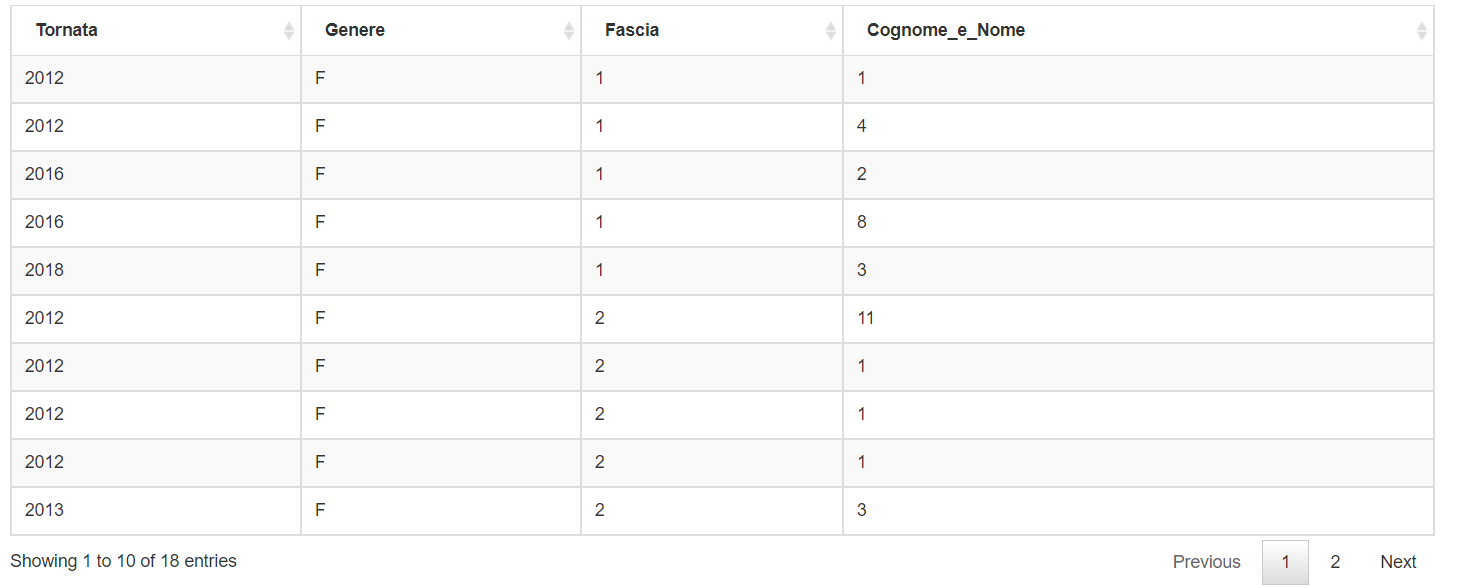 Tornata Genere Fascia Cognome_e_Nome
2012 F 1 1
2012 F 1 4
2016 F 1 2
2016 F 1 8
2018 F 1 3
2012 F 2 11
2012 F 2 1
2012 F 2 1
2012 F 2 1
2013 F 2 3
Showing 1 to 10 of 18 entries Previous 1 2 Next